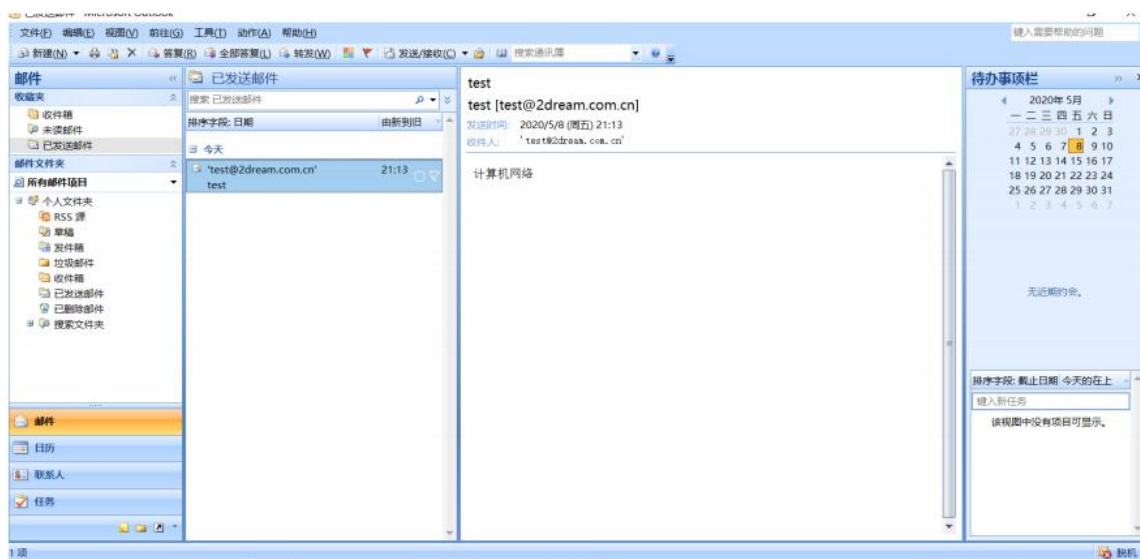 已发送邮件 - Microsoft Outlook
文件(F) 编辑(E) 视图(V) 前往(G) 工具(T) 动作(A) 帮助(H)
键入需要帮助的问题
新建(N) 答复(R) 全部答复(L) 转发(W) 发送/接收(C) 搜索通讯簿
邮件
收藏夹
收件箱
未读邮件
已发送邮件
邮件文件夹
所有邮件项目
个人文件夹
RSS 源
草稿
发件箱
垃圾邮件
收件箱
已发送邮件
已删除邮件
搜索文件夹
邮件
日历
联系人
任务
已发送邮件
搜索 已发送邮件
排序字段: 日期 由新到旧
今天
'test@2dream.com.cn' 21:13
test
test
test [test@2dream.com.cn]
发送时间: 2020/5/8 (周五) 21:13
收件人: 'test@2dream.com.cn'
计算机网络
待办事项栏
2020年 5月
一 二 三 四 五 六 日
27 28 29 30 1 2 3
4 5 6 7 8 9 10
11 12 13 14 15 16 17
18 19 20 21 22 23 24
25 26 27 28 29 30 31
1 2 3 4 5 6 7
无近期约会。
排序字段: 截止日期 今天的在上
键入新任务
该视图中没有项目可显示。
1 项
脱机